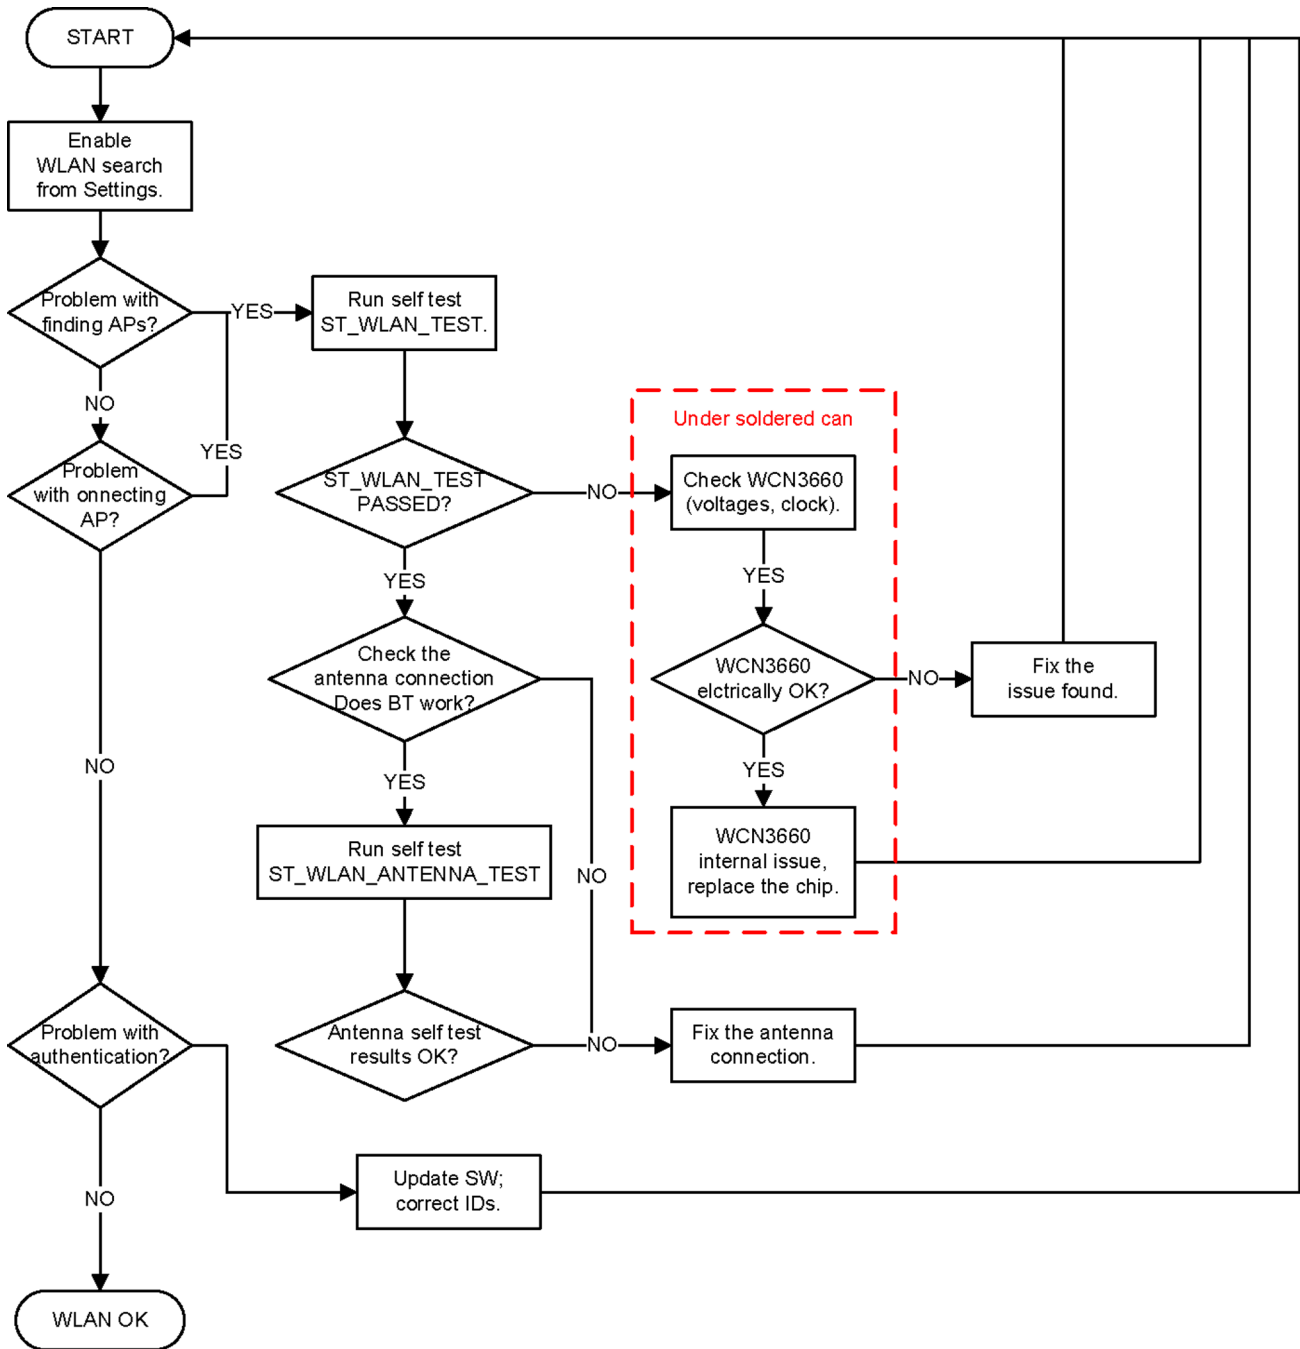 START
Enable
WLAN search
from Settings.
Problem with
finding APs?
YES
Run self test
ST_WLAN_TEST.
NO
YES
Problem
with onnecting
AP?
ST_WLAN_TEST
PASSED?
NO
Under soldered can
Check WCN3660
(voltages, clock).
YES
YES
Check the
antenna connection
Does BT work?
WCN3660
elctrically OK?
NO
Fix the
issue found.
NO
YES
YES
Run self test
ST_WLAN_ANTENNA_TEST
NO
WCN3660
internal issue,
replace the chip.
Problem with
authentication?
Antenna self test
results OK?
NO
Fix the antenna
connection.
NO
Update SW;
correct IDs.
WLAN OK